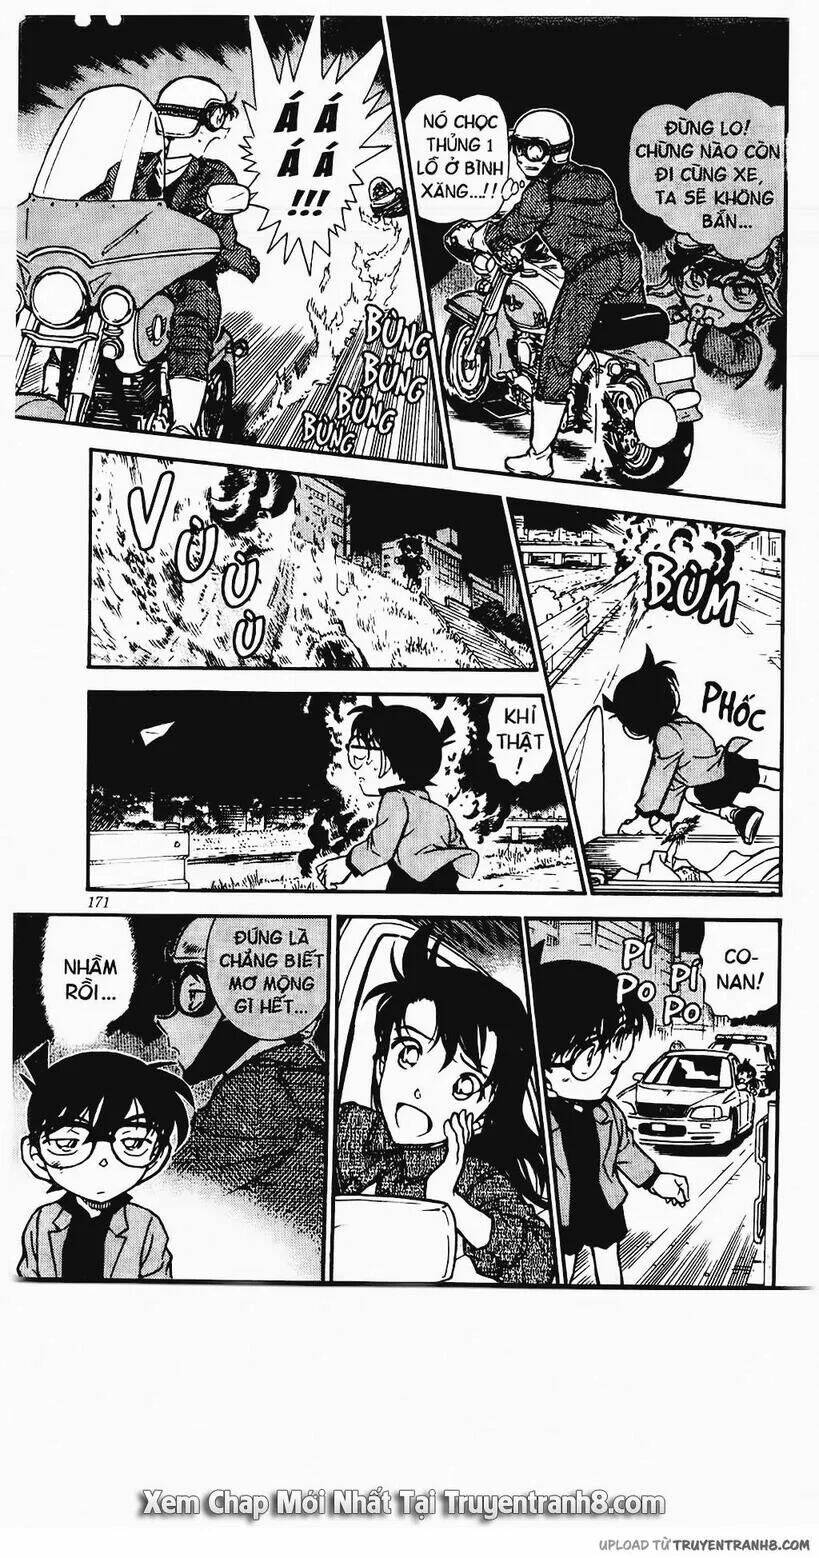 ĐỪNG LO!
CHỪNG NÀO CÒN
ĐI CÙNG XE,
TA SẼ KHÔNG
BẮN...
NÓ CHỌC
THỦNG 1
LỖ Ở BÌNH
XĂNG...!!
Á Á
Á Á
!!!
BÙNG
BÙNG
BÙNG
BÙNG
BÙM
PHỐC
VÙ Ù Ù
KHỈ
THẬT
!
171
CO-
NAN!
PÍ
PO
PÍ
PO
ĐÚNG LÀ
CHẲNG BIẾT
MƠ MỘNG
GÌ HẾT...
NHẦM
RỒI...
Xem Chap Mới Nhất Tại Truyentranh8.com
UPLOAD TỪ TRUYENTRANH8.COM